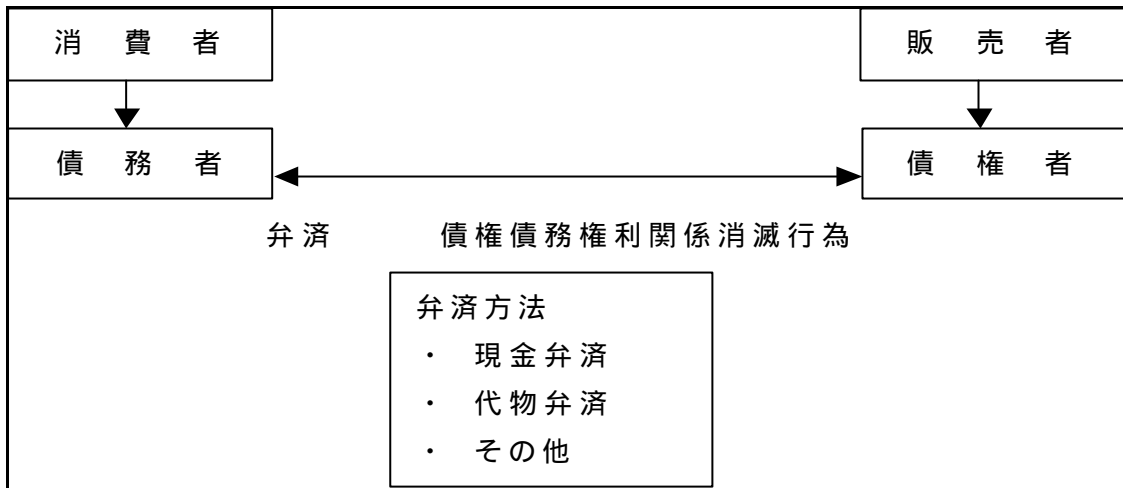 消費者
販売者
債務者
債権者
弁済 債権債務権利関係消滅行為
弁済方法
・ 現金弁済
・ 代物弁済
・ その他